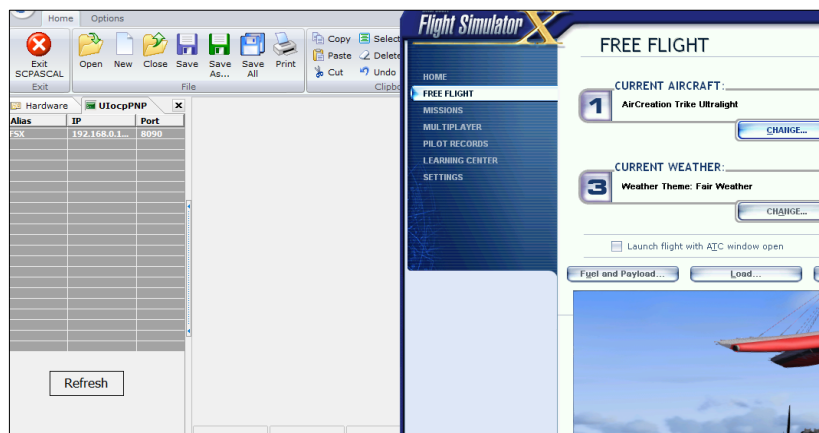 Home Options
Exit SCPASCAL
Open New Close Save Save As... Save All Print
Copy Select
Paste Delete
Cut Undo
Exit File Clipbo
Hardware UIocpPNP
Alias IP Port
FSX 192.168.0.1... 8090
Refresh
Flight Simulator X
HOME
FREE FLIGHT
MISSIONS
MULTIPLAYER
PILOT RECORDS
LEARNING CENTER
SETTINGS
FREE FLIGHT
CURRENT AIRCRAFT:
1 AirCreation Trike Ultralight
CHANGE...
CURRENT WEATHER:
3 Weather Theme: Fair Weather
CHANGE...
Launch flight with ATC window open
Fuel and Payload... Load...